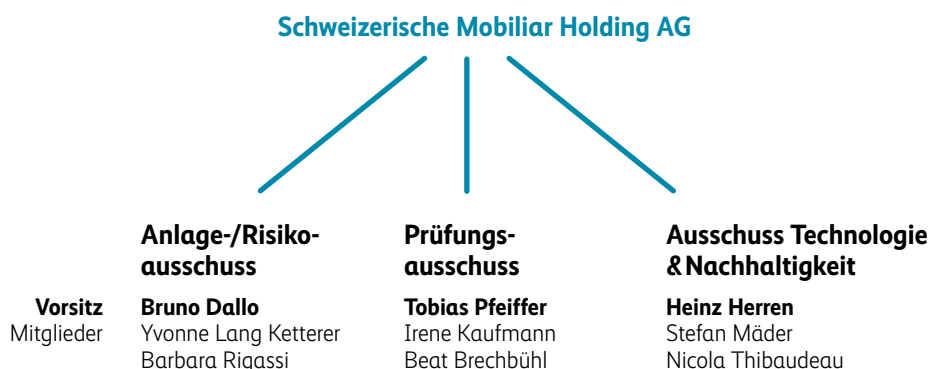 Schweizerische Mobiliar Holding AG
Anlage-/Risiko-
ausschuss
Prüfungs-
ausschuss
Ausschuss Technologie
& Nachhaltigkeit
Vorsitz
Mitglieder
Bruno Dallo
Yvonne Lang Ketterer
Barbara Rigassi
Tobias Pfeiffer
Irene Kaufmann
Beat Brechbühl
Heinz Herren
Stefan Mäder
Nicola Thibaudeau